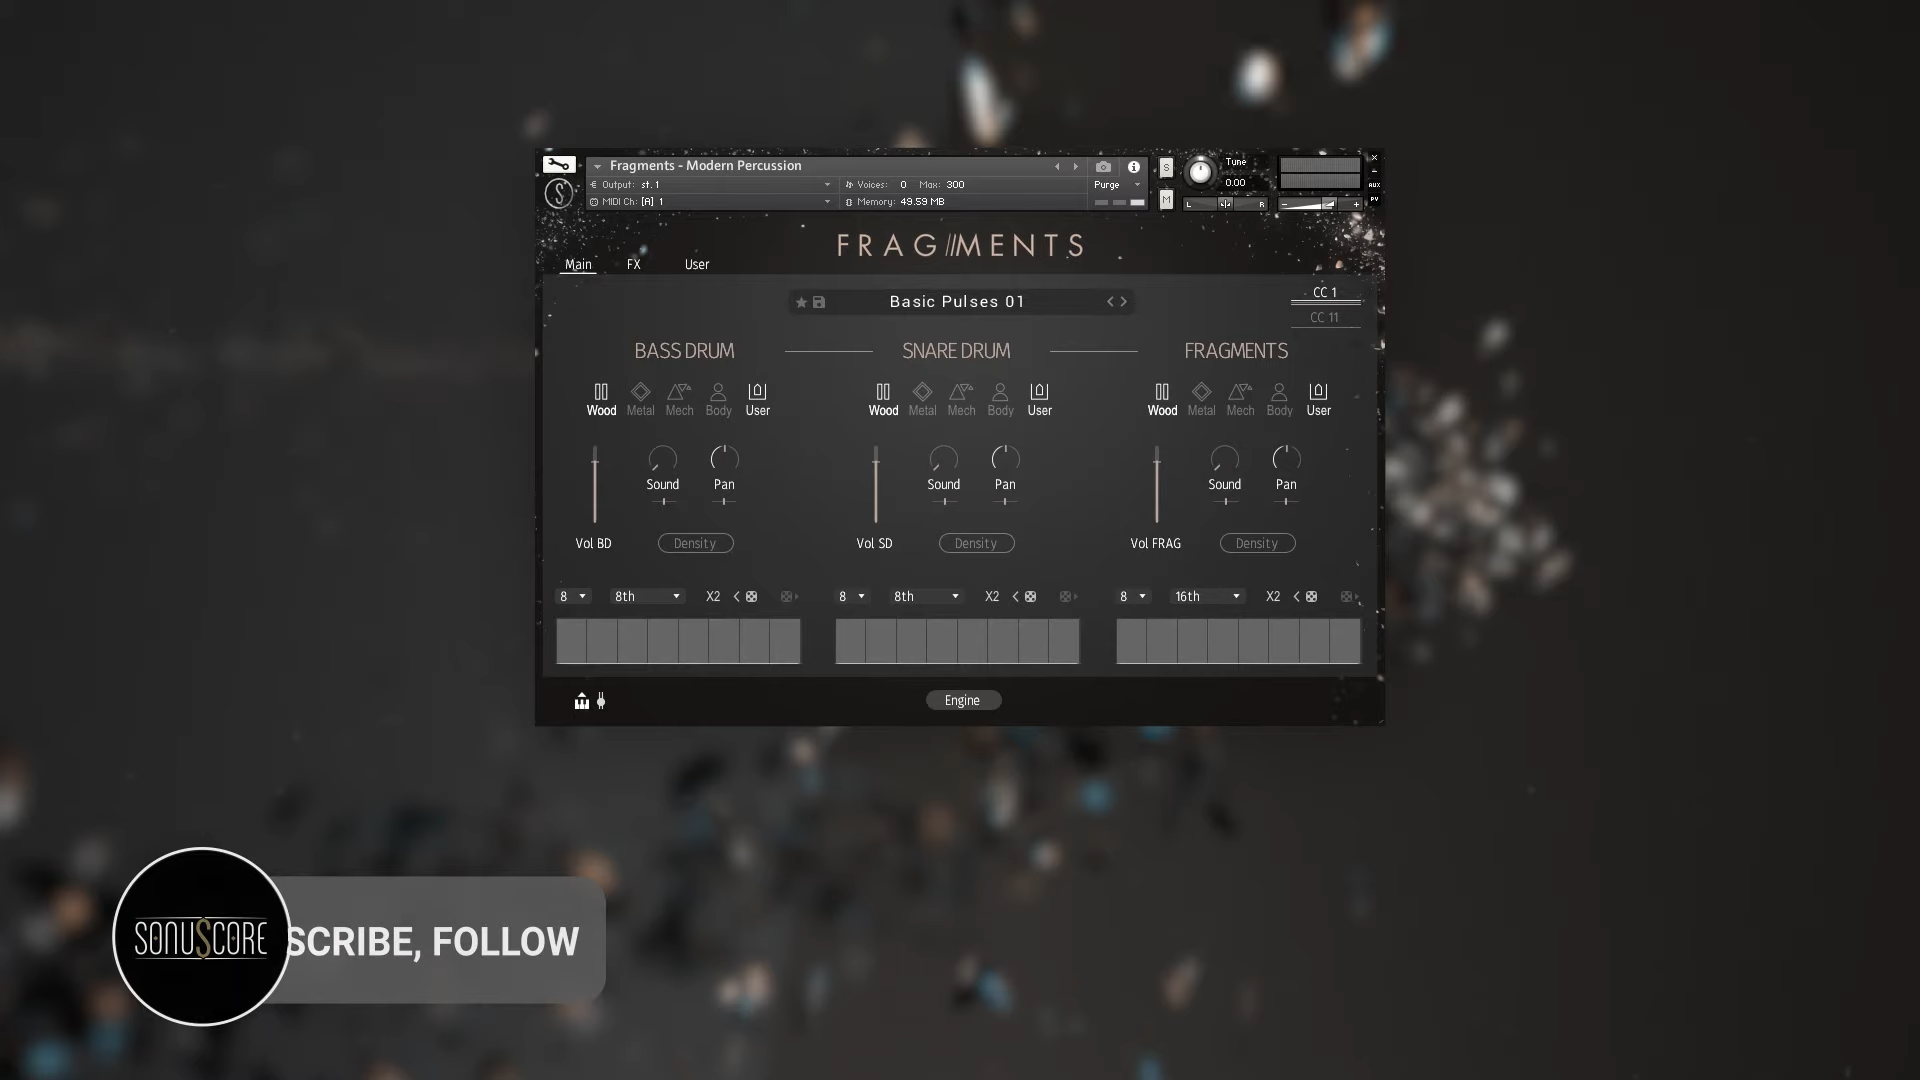 Fragments - Modern Percussion
Output: st.1
Voices: 0 Max: 300
Purge
MIDI Ch: [A] 1
Memory: 49.59 MB
S
M
Tune
0.00
L
R
AUX
PV
FRAGMENTS
Main FX User
Basic Pulses 01
CC 1
CC 11
BASS DRUM SNARE DRUM FRAGMENTS
Wood Metal Mech Body User
Wood Metal Mech Body User
Wood Metal Mech Body User
Sound Pan
Sound Pan
Sound Pan
Vol BD Density
Vol SD Density
Vol FRAG Density
8 8th X2
8 8th X2
8 16th X2
Engine
SONUSCORE
SCRIBE, FOLLOW